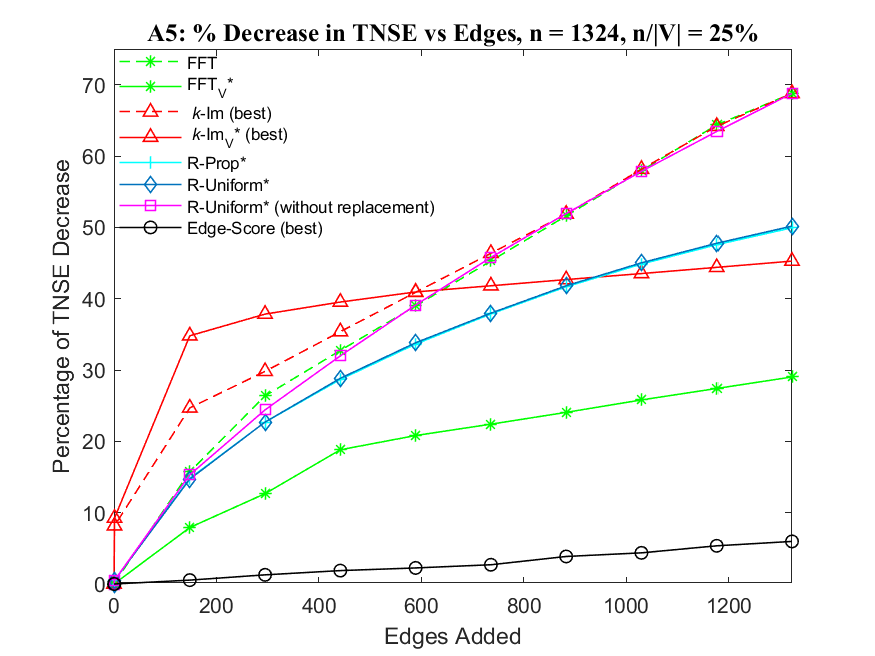 A5: % Decrease in TNSE vs Edges, n = 1324, n/|V| = 25%
FFT
FFT_V*
k-Im (best)
k-Im_V* (best)
R-Prop*
R-Uniform*
R-Uniform* (without replacement)
Edge-Score (best)
Percentage of TNSE Decrease
70
60
50
40
30
20
10
0
0 200 400 600 800 1000 1200
Edges Added